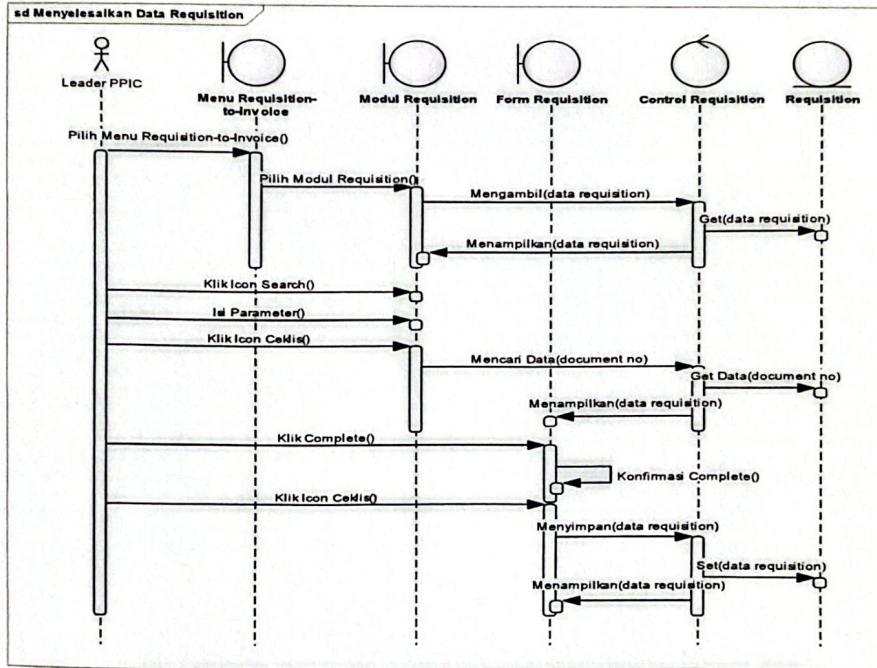 sd Menyelesaikan Data Requisition
Leader PPIC
Menu Requisition-
to-Invoice
Modul Requisition
Form Requisition
Control Requisition
Requisition
Pilih Menu Requisition-to-Invoice()
Pilih Modul Requisition()
Mengambil(data requisition)
Get(data requisition)
Menampilkan(data requisition)
Klik Icon Search()
Isi Parameter()
Klik Icon Ceklis()
Mencari Data(document no)
Get Data(document no)
Menampilkan(data requisition)
Klik Complete()
Konfirmasi Complete()
Klik Icon Ceklis()
Menyimpan(data requisition)
Set(data requisition)
Menampilkan(data requisition)